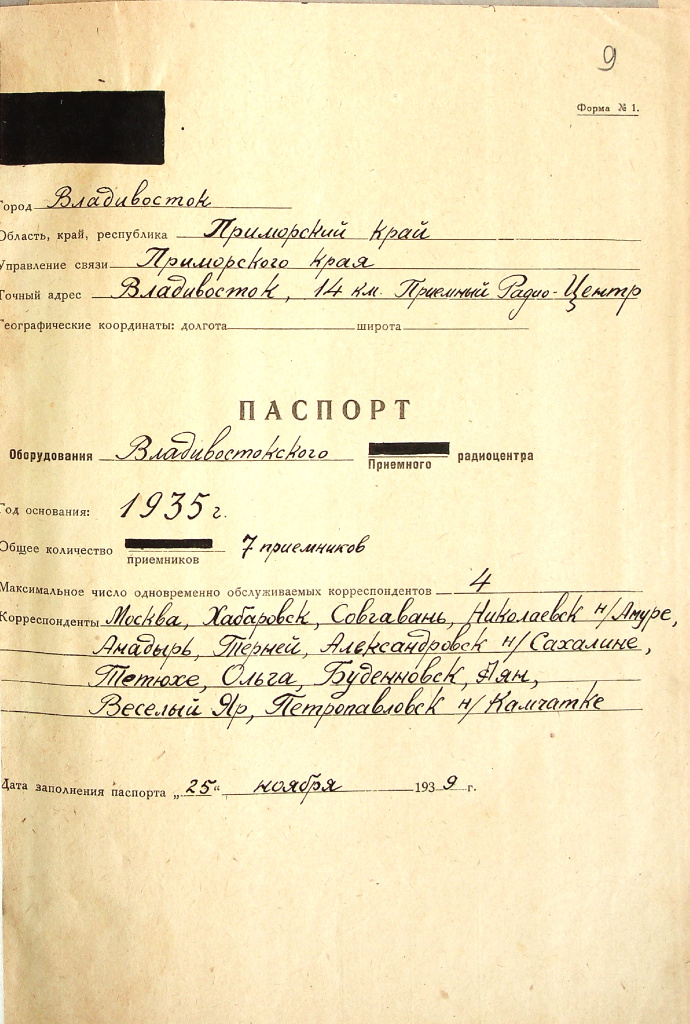 9
Форма № 1.
Город Владивосток
Область, край, республика Приморский край
Управление связи Приморского края
Точный адрес Владивосток, 14 км. Приемный Радио-Центр
Географические координаты: долгота широта
ПАСПОРТ
Оборудования Владивостокского Приемного радиоцентра
Год основания: 1935 г.
Общее количество приемников 7 приемников
Максимальное число одновременно обслуживаемых корреспондентов 4
Корреспонденты Москва, Хабаровск, Совгавань, Николаевск н/Амуре,
Анадырь, Терней, Александровск н/Сахалине,
Тетюхе, Ольга, Буденновск, Аян,
Веселый Яр, Петропавловск н/Камчатке
Дата заполнения паспорта „25“ ноября 1939 г.